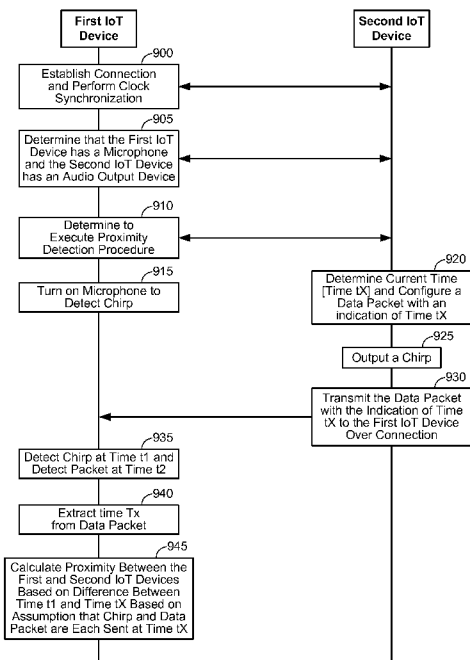 First IoT
Device
Second IoT
Device
900
Establish Connection
and Perform Clock
Synchronization
905
Determine that the First IoT
Device has a Microphone
and the Second IoT Device
has an Audio Output Device
910
Determine to
Execute Proximity
Detection Procedure
915
Turn on Microphone to
Detect Chirp
920
Determine Current Time
[Time tX] and Configure a
Data Packet with an
indication of Time tX
925
Output a Chirp
930
Transmit the Data Packet
with the Indication of Time
tX to the First IoT Device
Over Connection
935
Detect Chirp at Time t1 and
Detect Packet at Time t2
940
Extract time Tx
from Data Packet
945
Calculate Proximity Between the
First and Second IoT Devices
Based on Difference Between
Time t1 and Time tX Based on
Assumption that Chirp and Data
Packet are Each Sent at Time tX